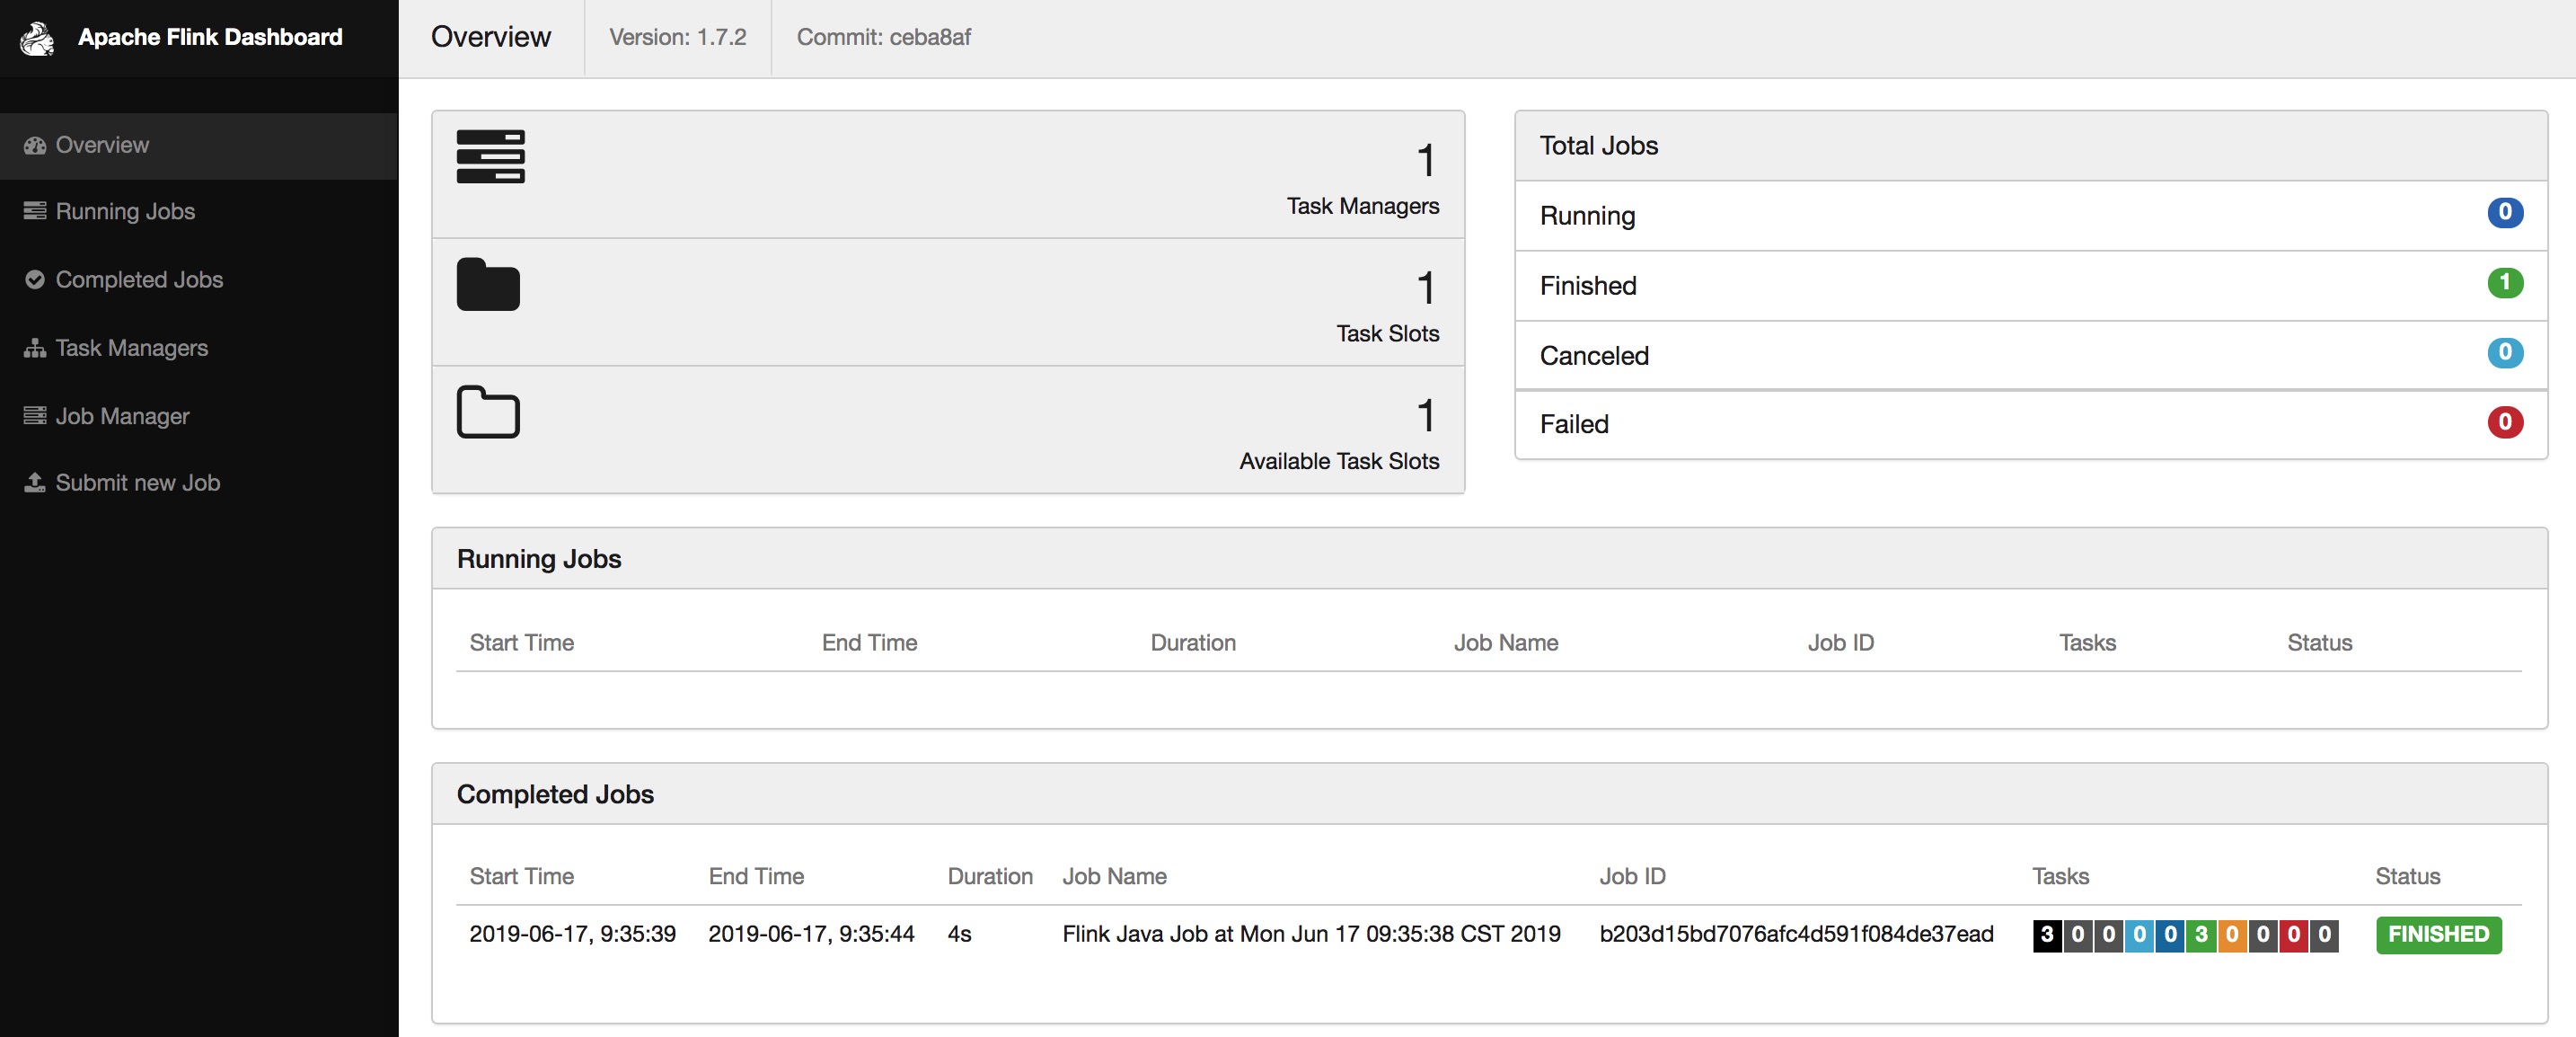 Apache Flink Dashboard
Overview
Running Jobs
Completed Jobs
Task Managers
Job Manager
Submit new Job
Overview Version: 1.7.2 Commit: ceba8af
1
Task Managers
1
Task Slots
1
Available Task Slots
Total Jobs
Running 0
Finished 1
Canceled 0
Failed 0
Running Jobs
Start Time End Time Duration Job Name Job ID Tasks Status
Completed Jobs
Start Time End Time Duration Job Name Job ID Tasks Status
2019-06-17, 9:35:39 2019-06-17, 9:35:44 4s Flink Java Job at Mon Jun 17 09:35:38 CST 2019 b203d15bd7076afc4d591f084de37ead 3 0 0 0 0 3 0 0 0 0 FINISHED